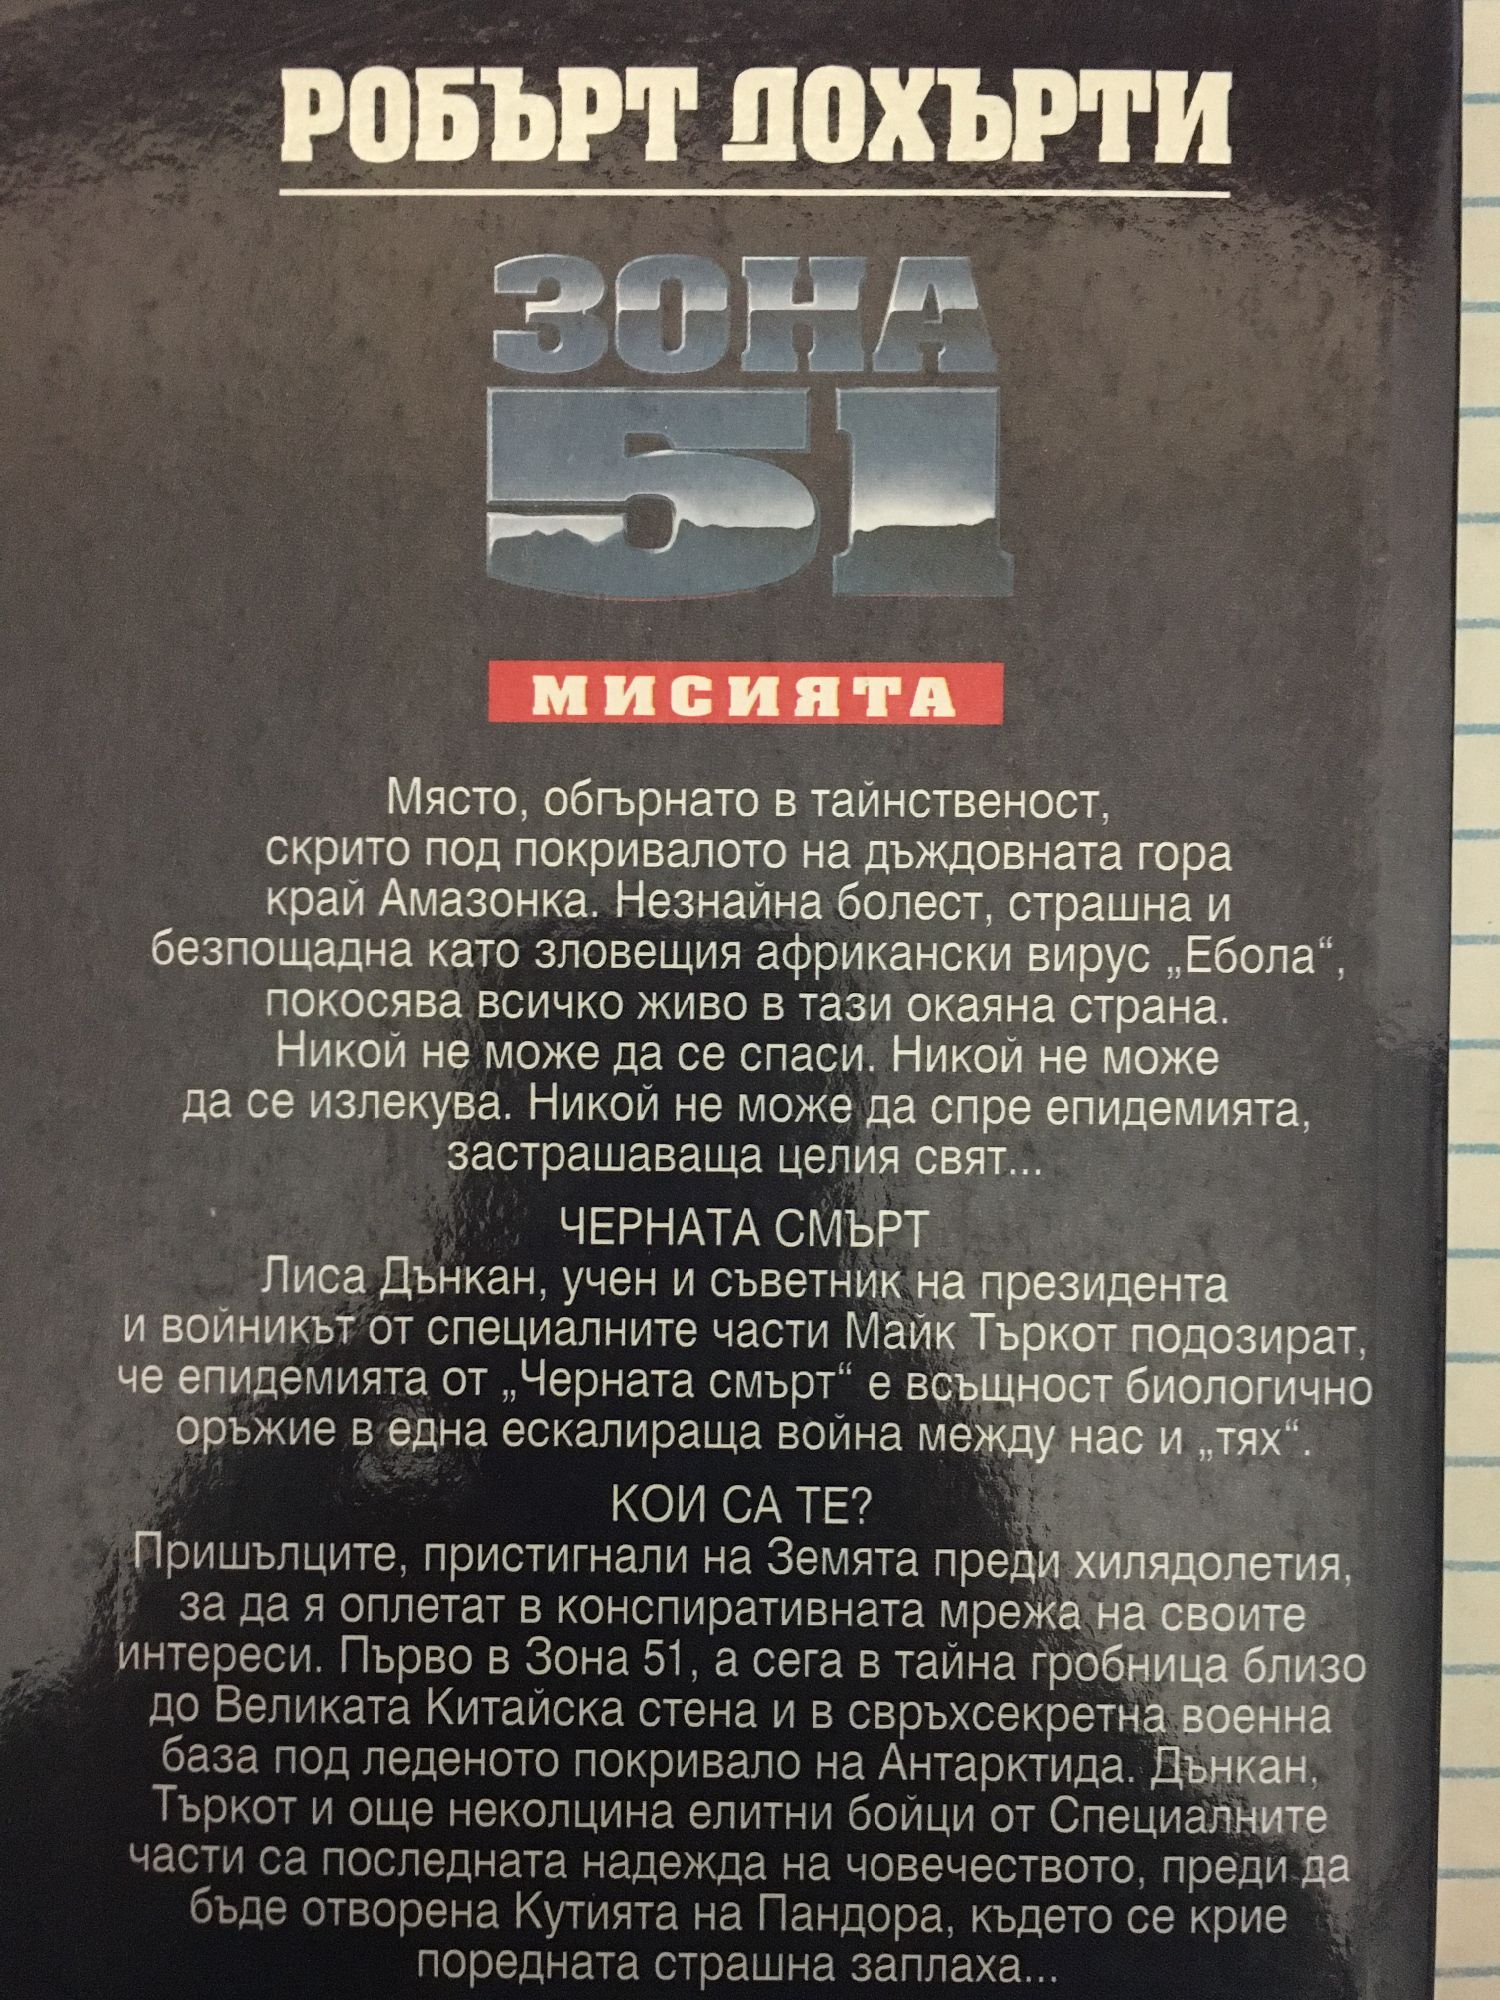 РОБЪРТ ДОХЪРТИ
ЗОНА
51
МИСИЯТА
Място, обгърнато в тайнственост,
скрито под покривалото на дъждовната гора
край Амазонка. Незнайна болест, страшна и
безпощадна като зловещия африкански вирус „Ебола“,
покосява всичко живо в тази окаяна страна.
Никой не може да се спаси. Никой не може
да се излекува. Никой не може да спре епидемията,
застрашаваща целия свят...
ЧЕРНАТА СМЪРТ
Лиса Дънкан, учен и съветник на президента
и войникът от специалните части Майк Търкот подозират,
че епидемията от „Черната смърт“ е всъщност биологично
оръжие в една ескалираща война между нас и „тях“.
КОИ СА ТЕ?
Пришълците, пристигнали на Земята преди хилядолетия,
за да я оплетат в конспиративната мрежа на своите
интереси. Първо в Зона 51, а сега в тайна гробница близо
до Великата Китайска стена и в свръхсекретна военна
база под леденото покривало на Антарктида. Дънкан,
Търкот и още неколцина елитни бойци от Специалните
части са последната надежда на човечеството, преди да
бъде отворена Кутията на Пандора, където се крие
поредната страшна заплаха...